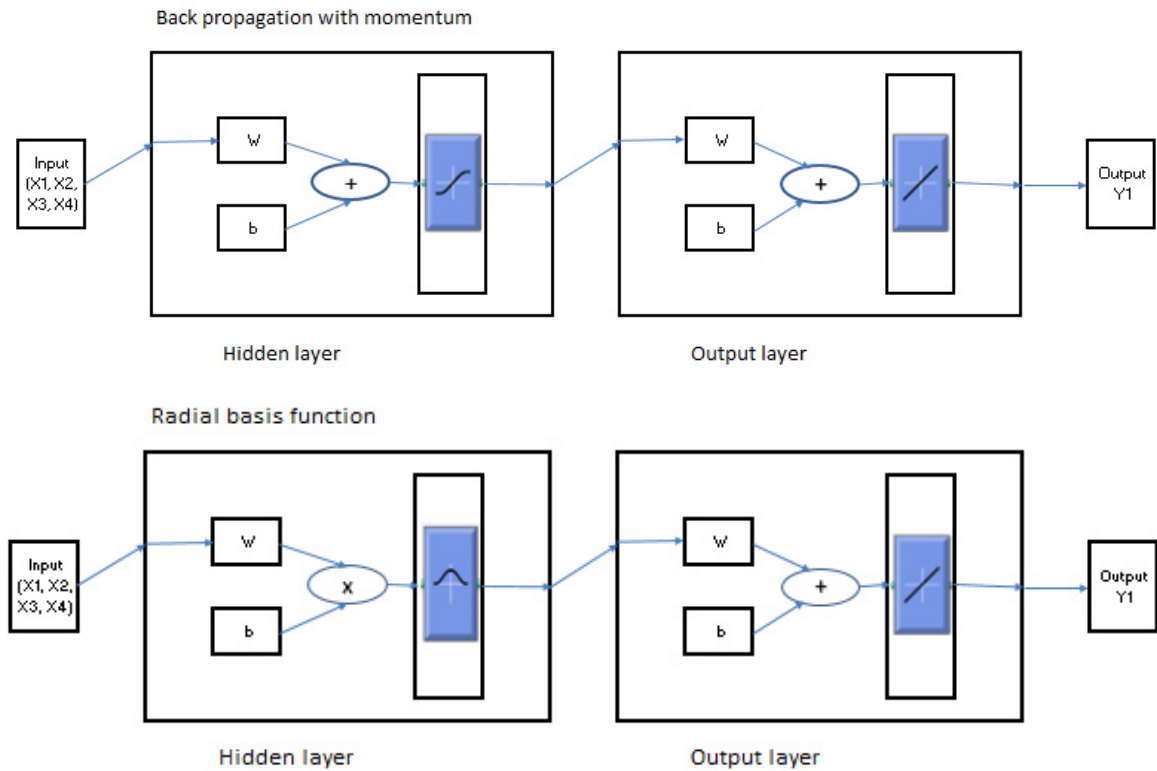 Back propagation with momentum
Input
(X1, X2,
X3, X4)
W
b
+
W
b
+
Output
Y1
Hidden layer
Output layer
Radial basis function
Input
(X1, X2,
X3, X4)
W
b
x
W
b
+
Output
Y1
Hidden layer
Output layer